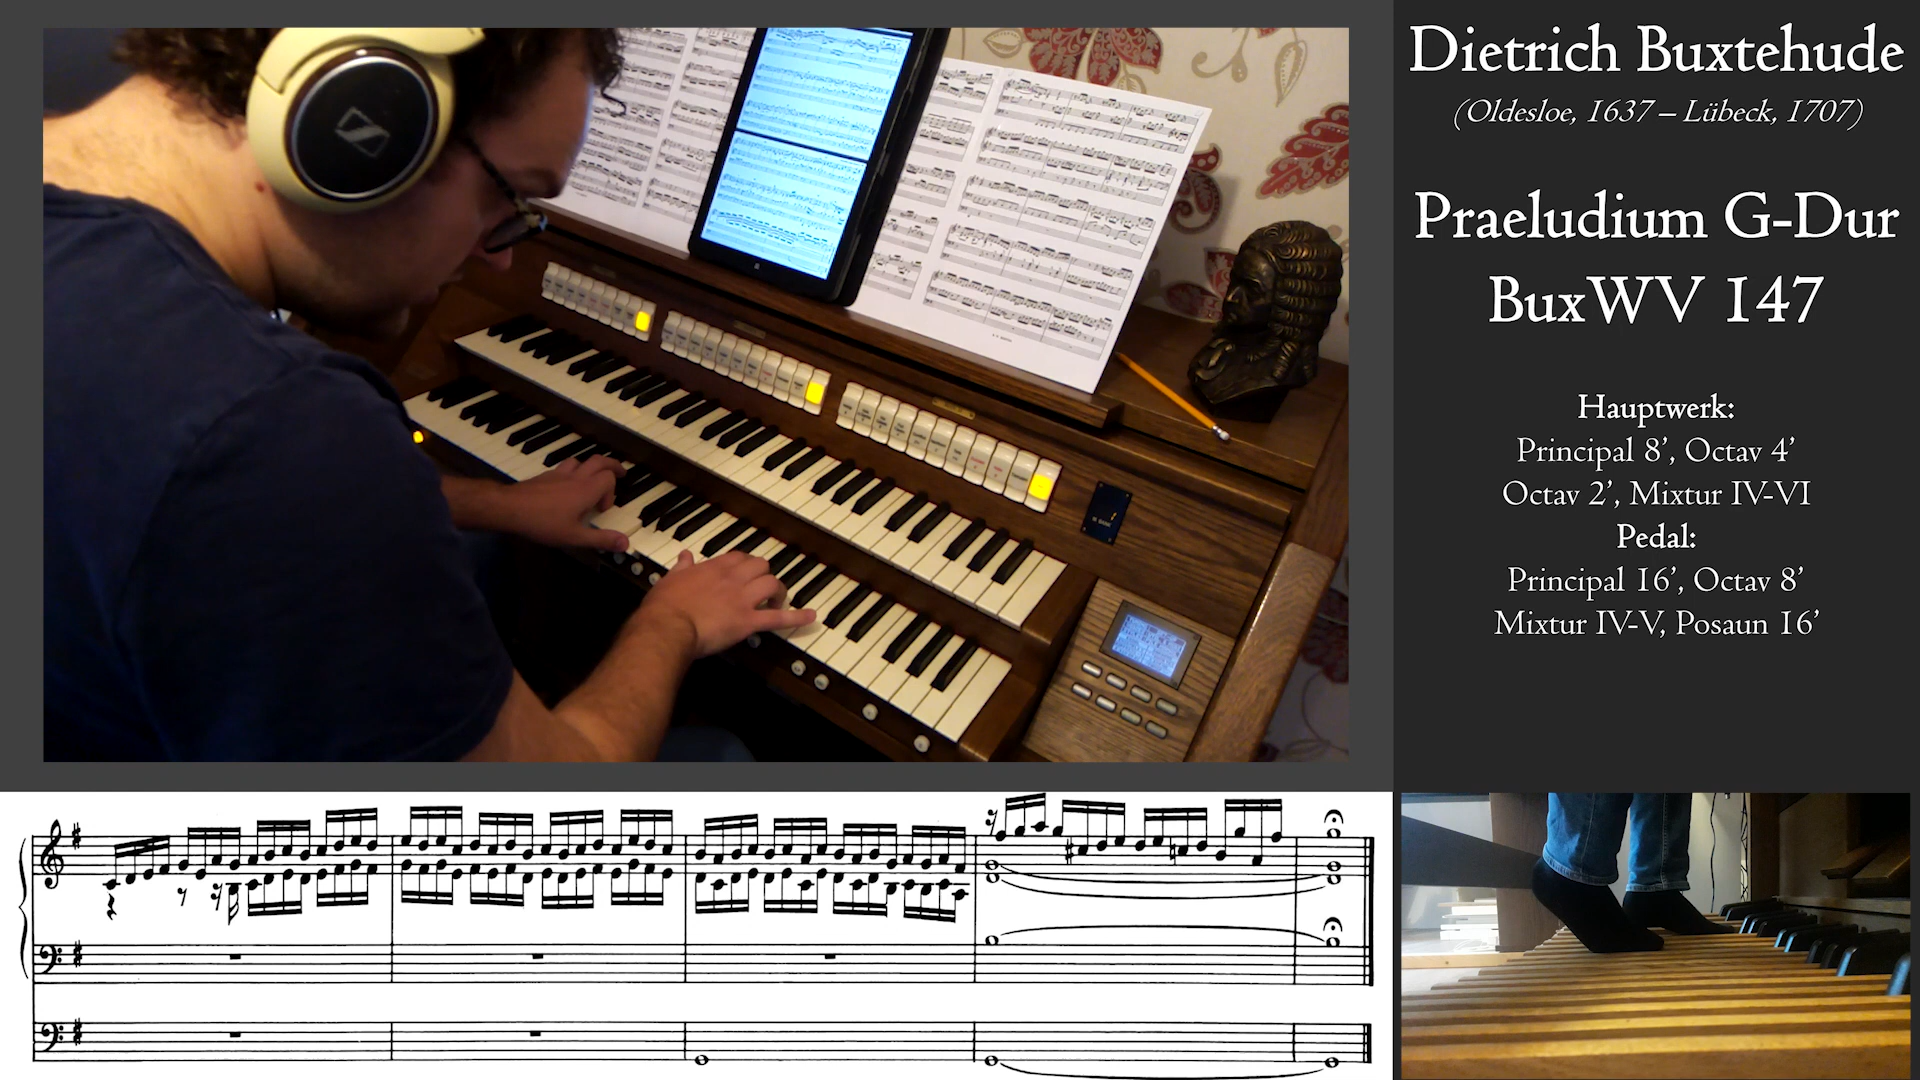 Dietrich Buxtehude
(Oldesloe, 1637 – Lübeck, 1707)
Praeludium G-Dur
BuxWV 147
Hauptwerk:
Principal 8’, Octav 4’
Octav 2’, Mixtur IV-VI
Pedal:
Principal 16’, Octav 8’
Mixtur IV-V, Posaun 16’